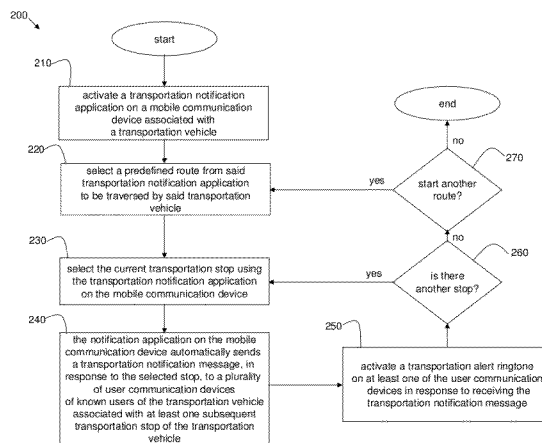 200
start
210
activate a transportation notification
application on a mobile communication
device associated with
a transportation vehicle
220
select a predefined route from said
transportation notification application
to be traversed by said transportation
vehicle
230
select the current transportation stop using
the transportation notification application
on the mobile communication device
240
the notification application on the mobile
communication device automatically sends
a transportation notification message, in
response to the selected stop, to a plurality
of user communication devices
of known users of the transportation vehicle
associated with at least one subsequent
transportation stop of the transportation
vehicle
250
activate a transportation alert ringtone
on at least one of the user communication
devices in response to receiving the
transportation notification message
260
is there
another stop?
yes
no
270
start another
route?
yes
no
end